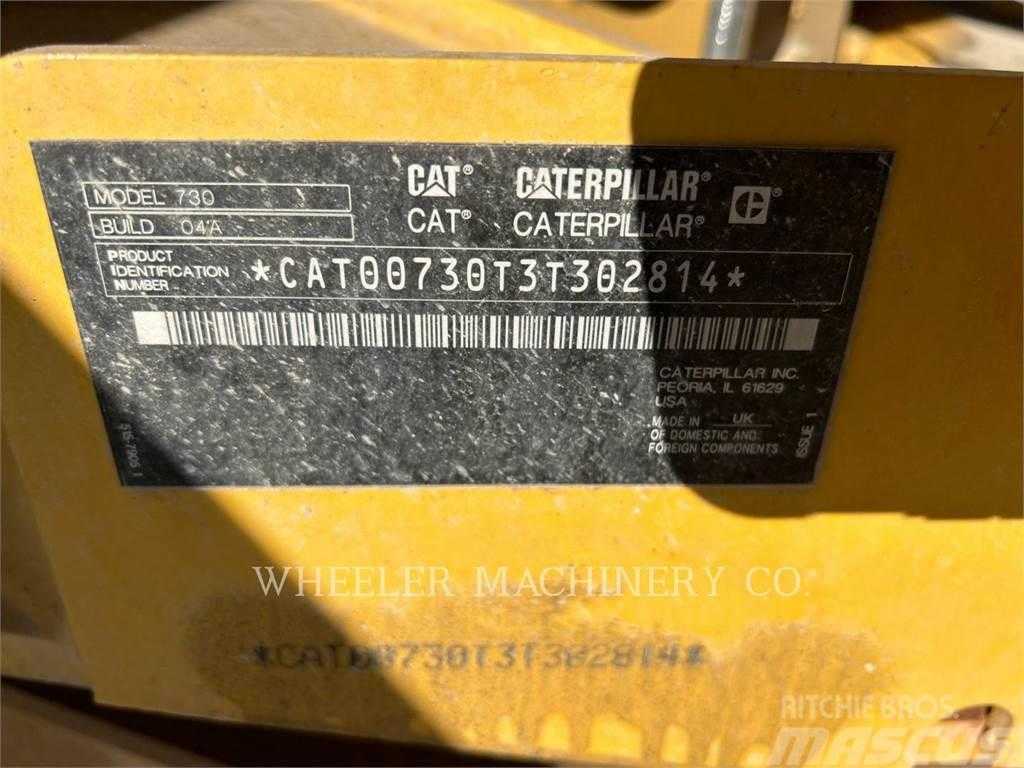 MODEL 730
BUILD 04A
CAT® CATERPILLAR® C®
CAT® CATERPILLAR®
PRODUCT
IDENTIFICATION
NUMBER
*CAT00730T3T302814*
CATERPILLAR INC.
PEORIA, IL 61629
USA
MADE IN UK
OF DOMESTIC AND
FOREIGN COMPONENTS
ISSUE 1
WHEELER MACHINERY CO.
*CAT00730T3T302814*
RITCHIE BROS.
MASCUS